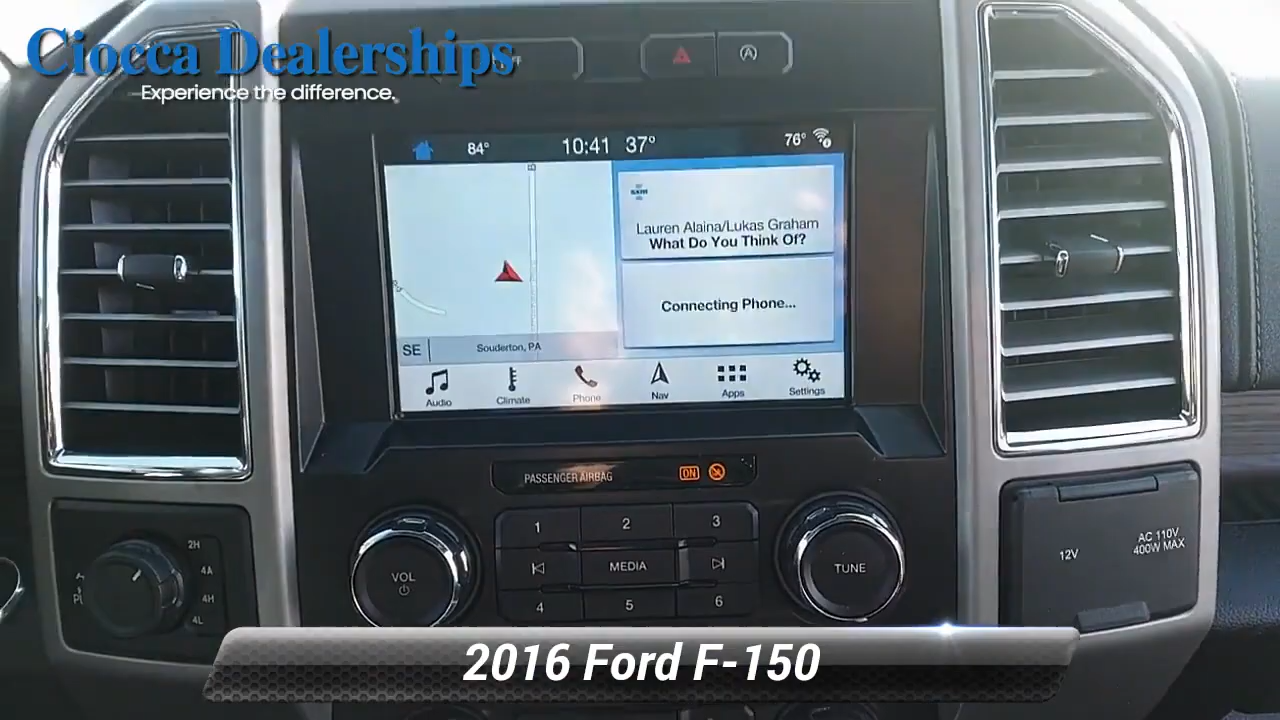 Ciocca Dealerships
Experience the difference.
84° 10:41 37° 76°
Lauren Alaina/Lukas Graham
What Do You Think Of?
Connecting Phone...
SE Souderton, PA
Audio Climate Phone Nav Apps Settings
PASSENGER AIRBAG ON
1 2 3
VOL MEDIA TUNE
4 5 6
2H
4A
4H
4L
12V
AC 110V
400W MAX
2016 Ford F-150